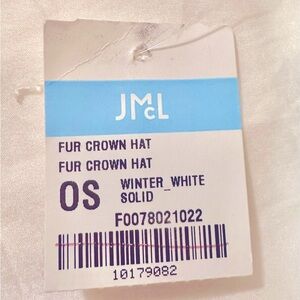 JMcL
FUR CROWN HAT
FUR CROWN HAT
OS WINTER_WHITE
SOLID
F0078021022
10179082